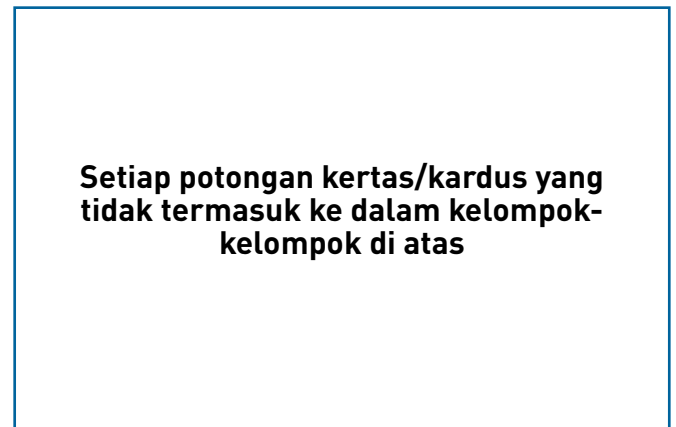 Setiap potongan kertas/kardus yang
tidak termasuk ke dalam kelompok-
kelompok di atas